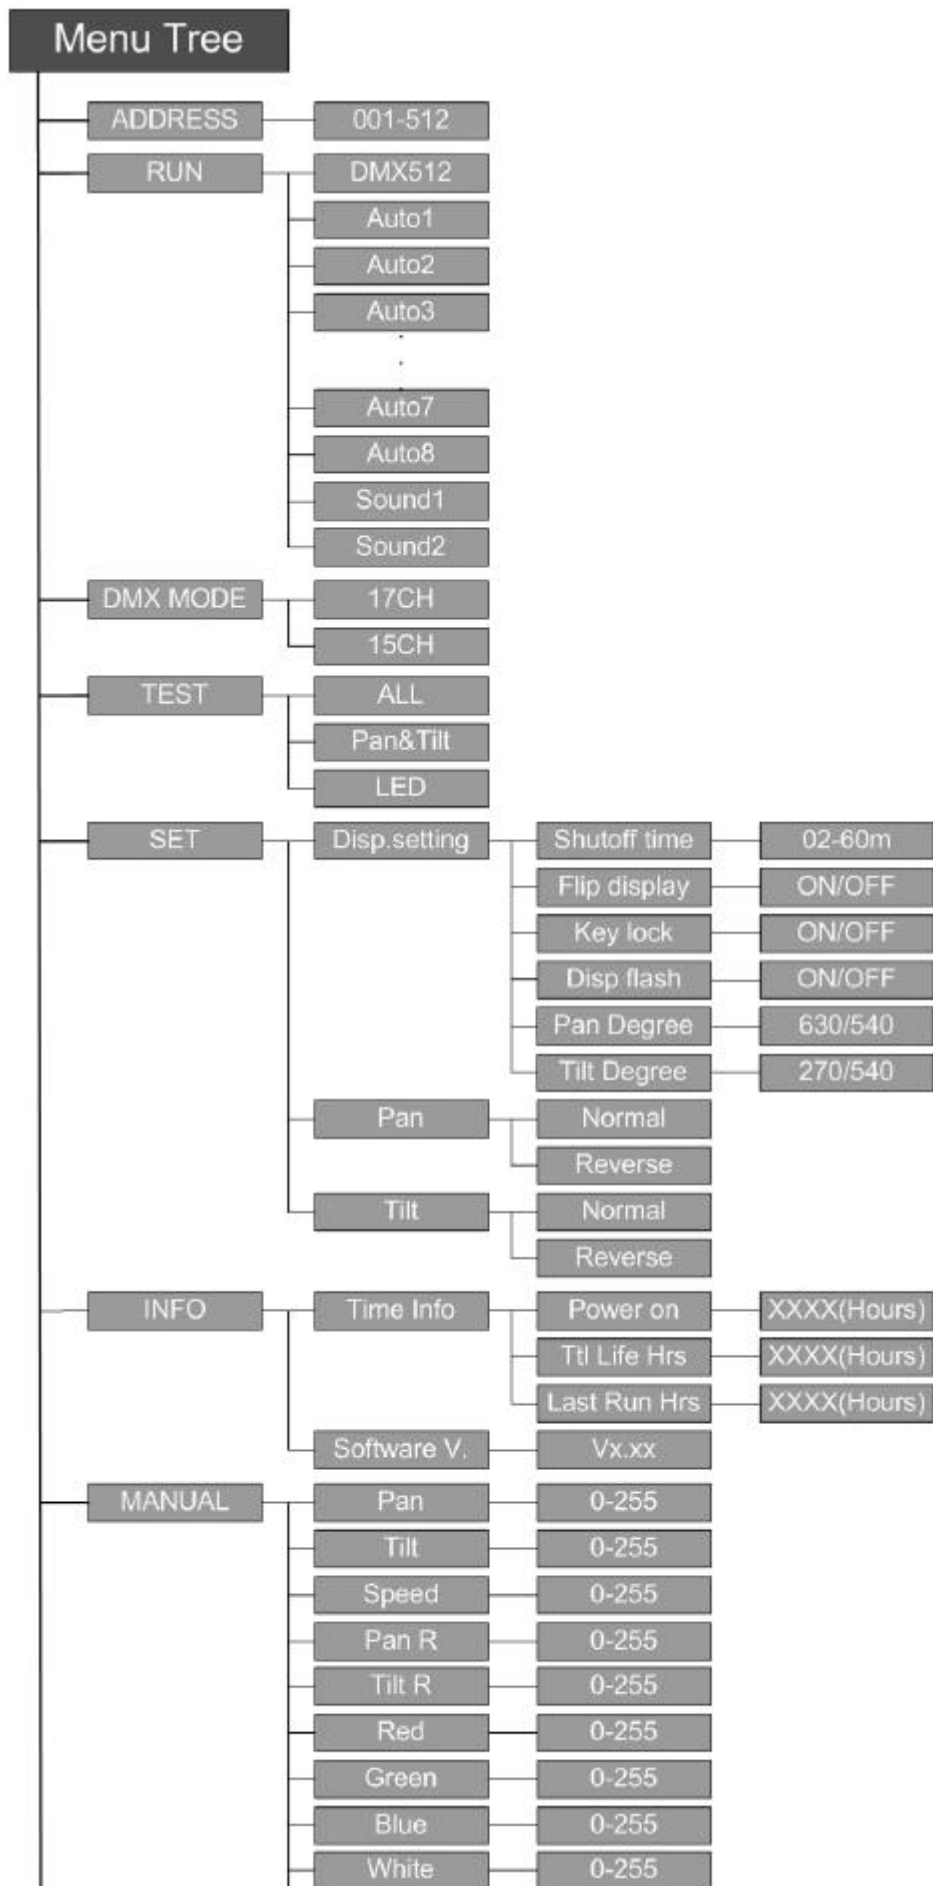 Menu Tree
ADDRESS 001-512
RUN DMX512
Auto1
Auto2
Auto3
Auto7
Auto8
Sound1
Sound2
DMX MODE 17CH
15CH
TEST ALL
Pan&Tilt
LED
SET Disp.setting Shutoff time 02-60m
Flip display ON/OFF
Key lock ON/OFF
Disp flash ON/OFF
Pan Degree 630/540
Tilt Degree 270/540
Pan Normal
Reverse
Tilt Normal
Reverse
INFO Time Info Power on XXXX(Hours)
Ttl Life Hrs XXXX(Hours)
Last Run Hrs XXXX(Hours)
Software V. Vx.xx
MANUAL Pan 0-255
Tilt 0-255
Speed 0-255
Pan R 0-255
Tilt R 0-255
Red 0-255
Green 0-255
Blue 0-255
White 0-255